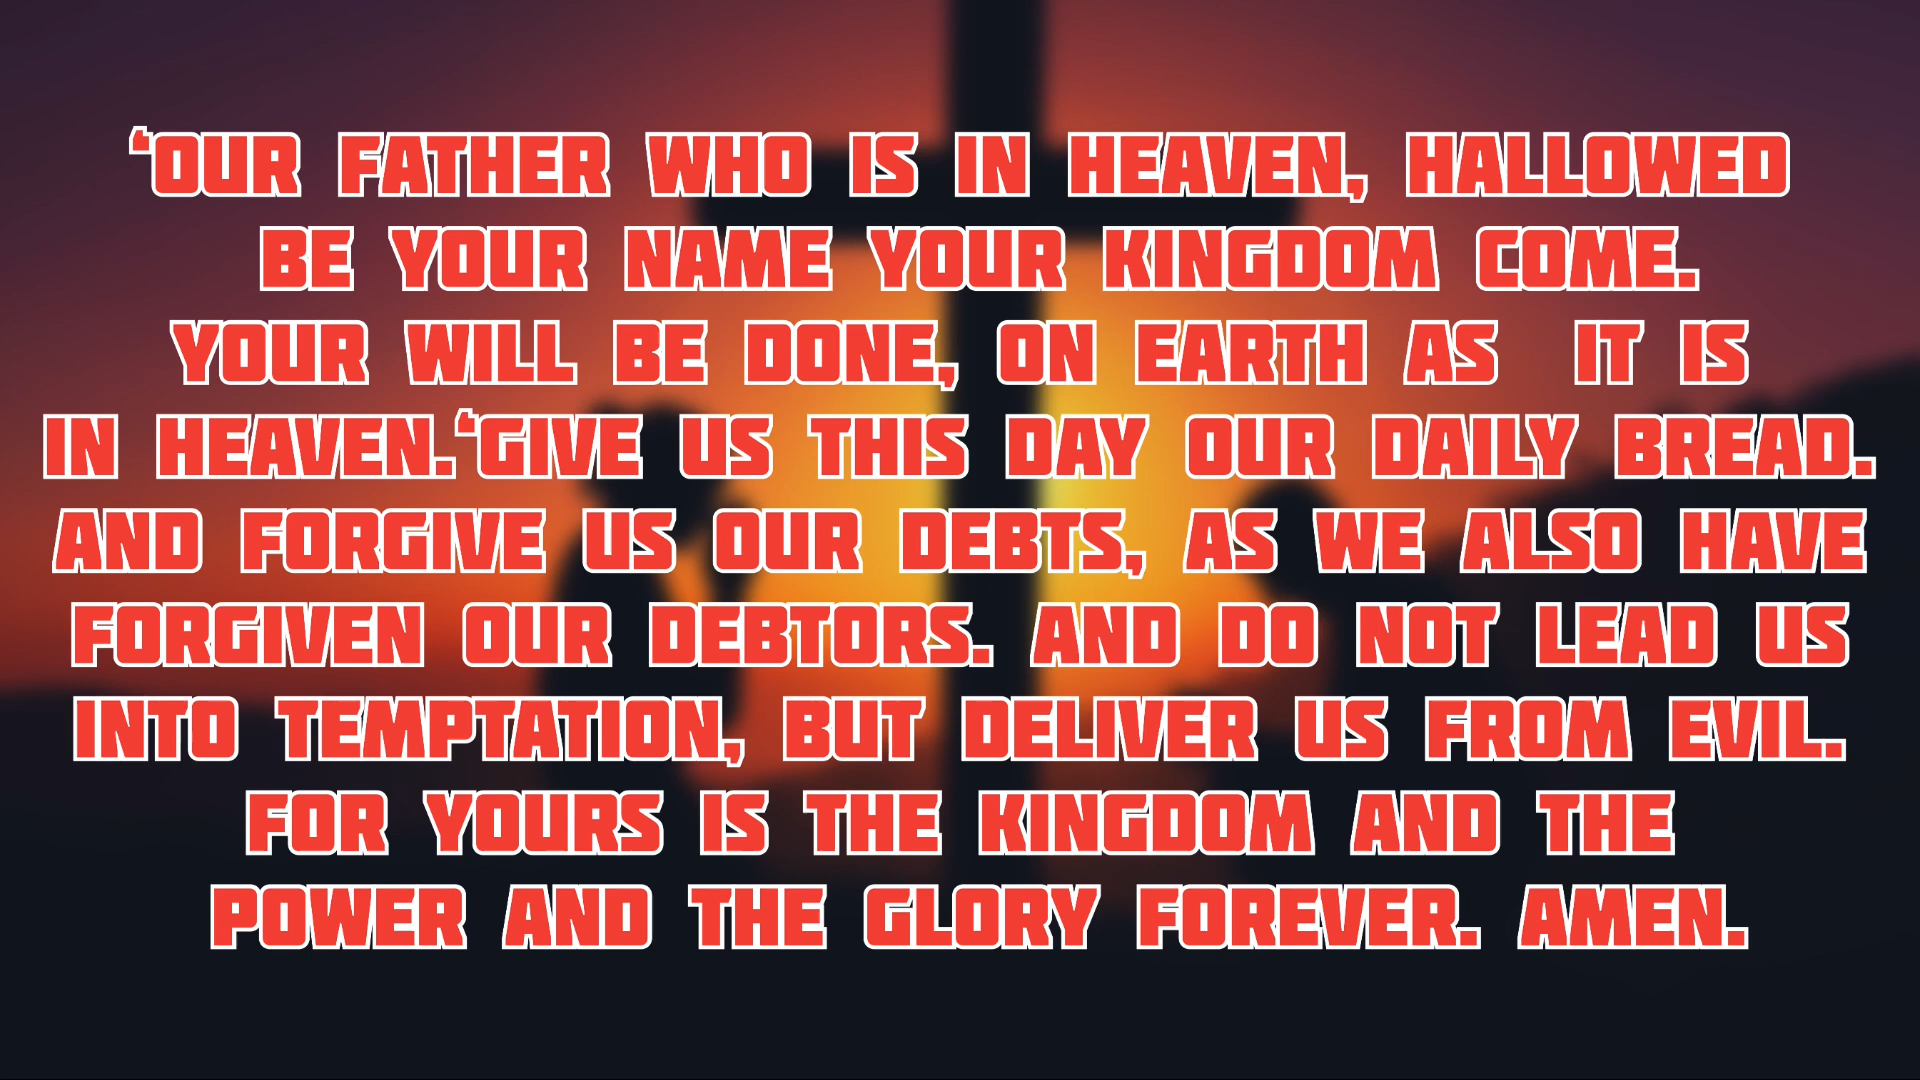 ‘OUR FATHER WHO IS IN HEAVEN, HALLOWED
BE YOUR NAME YOUR KINGDOM COME.
YOUR WILL BE DONE, ON EARTH AS IT IS
IN HEAVEN.‘GIVE US THIS DAY OUR DAILY BREAD.
AND FORGIVE US OUR DEBTS, AS WE ALSO HAVE
FORGIVEN OUR DEBTORS. AND DO NOT LEAD US
INTO TEMPTATION, BUT DELIVER US FROM EVIL.
FOR YOURS IS THE KINGDOM AND THE
POWER AND THE GLORY FOREVER. AMEN.